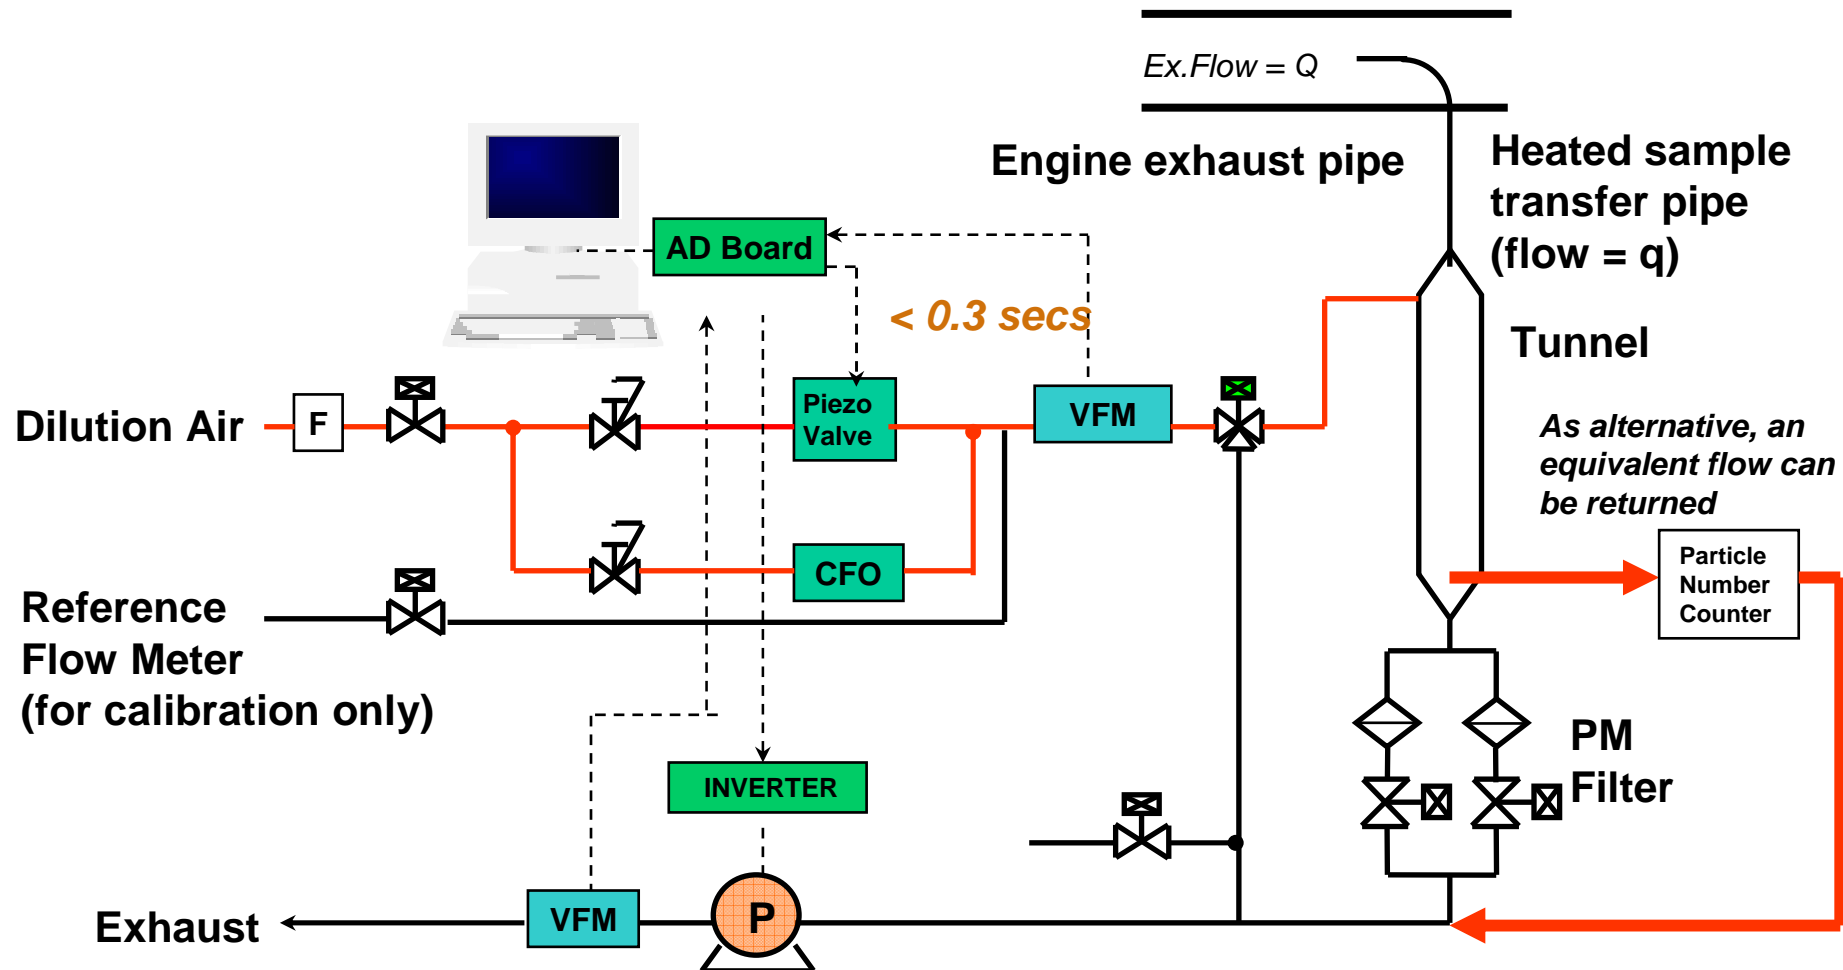 Ex.Flow = Q
Engine exhaust pipe
Heated sample
transfer pipe
(flow = q)
AD Board
< 0.3 secs
Tunnel
Dilution Air
F
Piezo
Valve
VFM
As alternative, an
equivalent flow can
be returned
CFO
Particle
Number
Counter
Reference
Flow Meter
(for calibration only)
PM
Filter
INVERTER
Exhaust
VFM
P